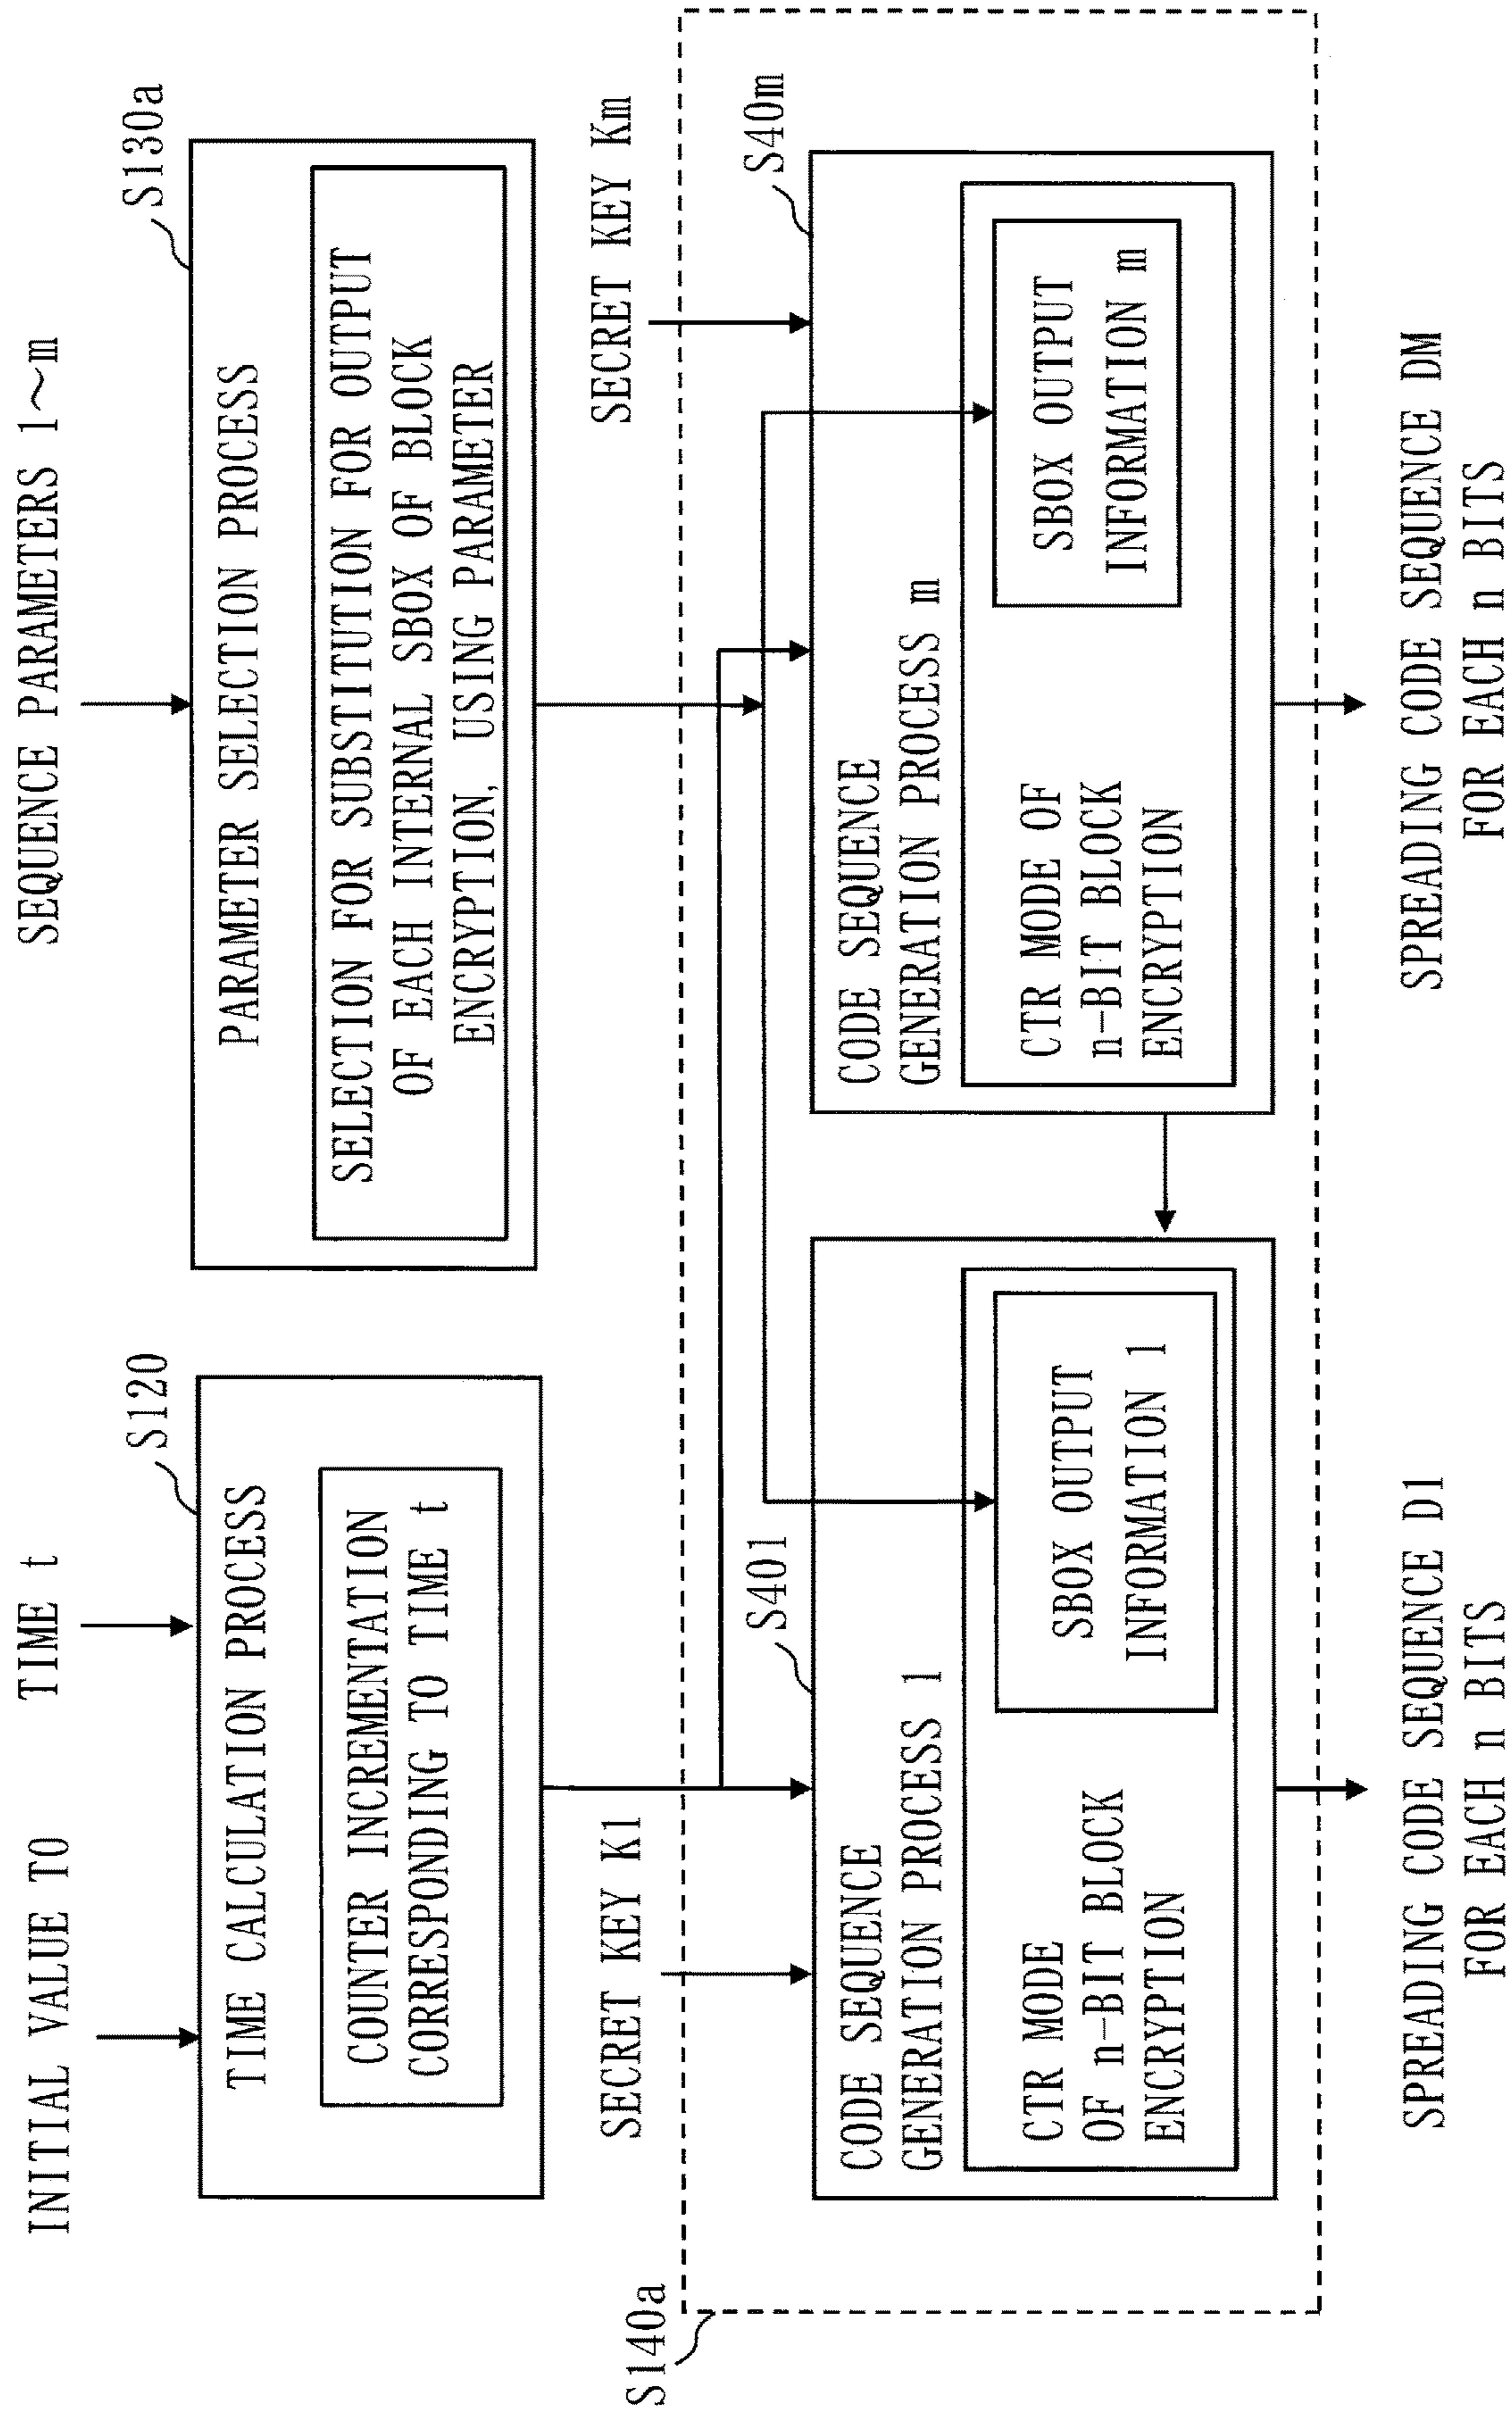 INITIAL VALUE T0
TIME t
SEQUENCE PARAMETERS 1~m
S120
S130a
TIME CALCULATION PROCESS
COUNTER INCREMENTATION
CORRESPONDING TO TIME t
PARAMETER SELECTION PROCESS
SELECTION FOR SUBSTITUTION FOR OUTPUT
OF EACH INTERNAL SBOX OF BLOCK
ENCRYPTION, USING PARAMETER
S140a
SECRET KEY K1
SECRET KEY Km
S401
S40m
CODE SEQUENCE
GENERATION PROCESS 1
CTR MODE
OF n-BIT BLOCK
ENCRYPTION
SBOX OUTPUT
INFORMATION 1
CODE SEQUENCE
GENERATION PROCESS m
CTR MODE OF
n-BIT BLOCK
ENCRYPTION
SBOX OUTPUT
INFORMATION m
SPREADING CODE SEQUENCE D1
FOR EACH n BITS
SPREADING CODE SEQUENCE DM
FOR EACH n BITS